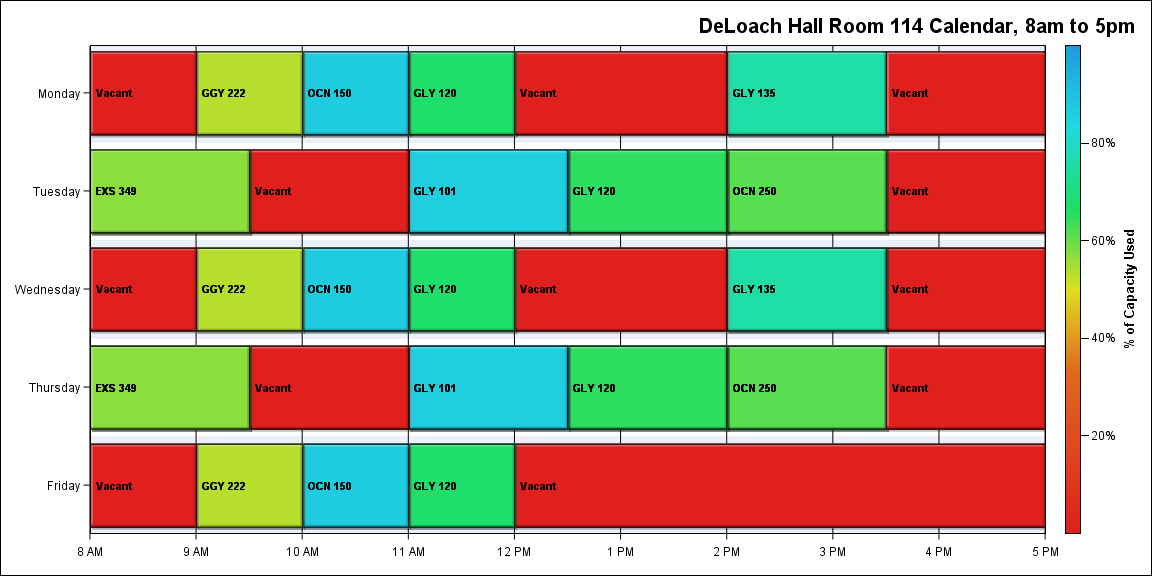 DeLoach Hall Room 114 Calendar, 8am to 5pm
Monday
Vacant
GGY 222
OCN 150
GLY 120
Vacant
GLY 135
Vacant
Tuesday
EXS 349
Vacant
GLY 101
GLY 120
OCN 250
Vacant
Wednesday
Vacant
GGY 222
OCN 150
GLY 120
Vacant
GLY 135
Vacant
Thursday
EXS 349
Vacant
GLY 101
GLY 120
OCN 250
Vacant
Friday
Vacant
GGY 222
OCN 150
GLY 120
Vacant
8 AM
9 AM
10 AM
11 AM
12 PM
1 PM
2 PM
3 PM
4 PM
5 PM
80%
60%
40%
20%
% of Capacity Used